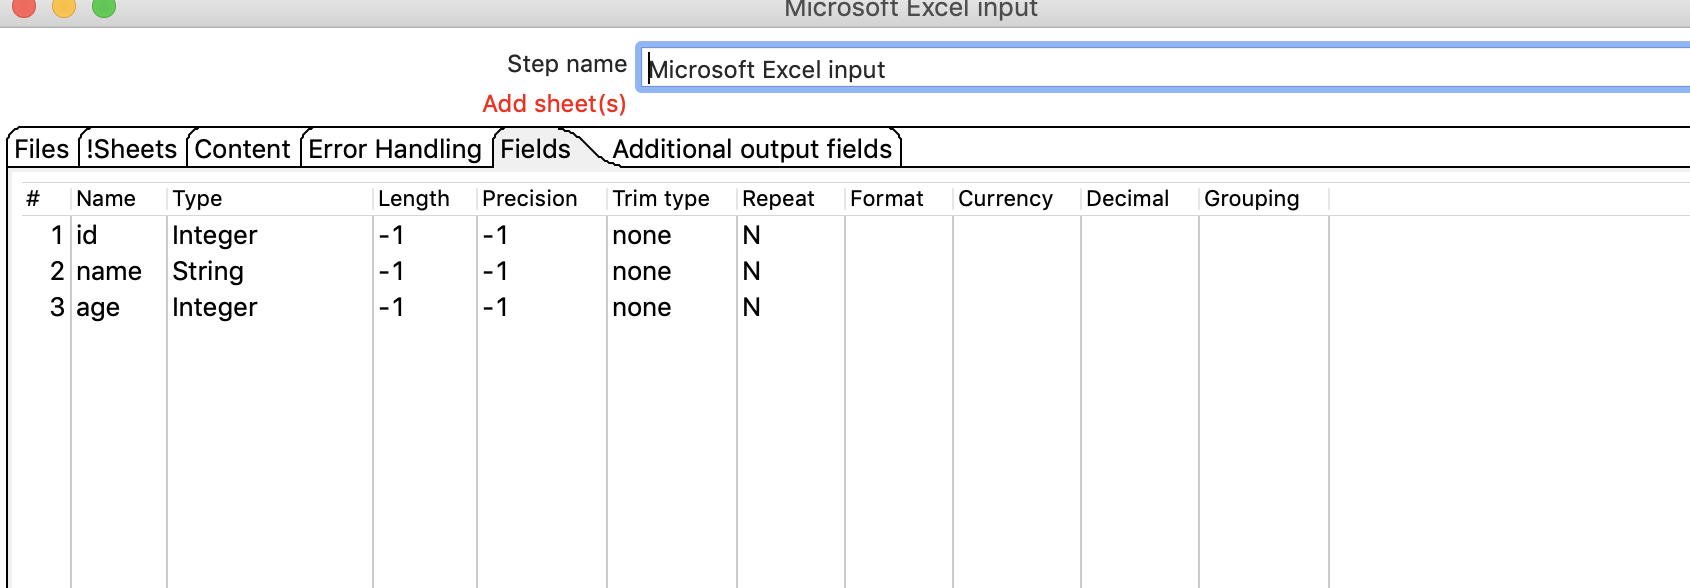 Microsoft Excel input
Step name Microsoft Excel input
Add sheet(s)
Files !Sheets Content Error Handling Fields Additional output fields
# Name Type Length Precision Trim type Repeat Format Currency Decimal Grouping
1 id Integer -1 -1 none N
2 name String -1 -1 none N
3 age Integer -1 -1 none N